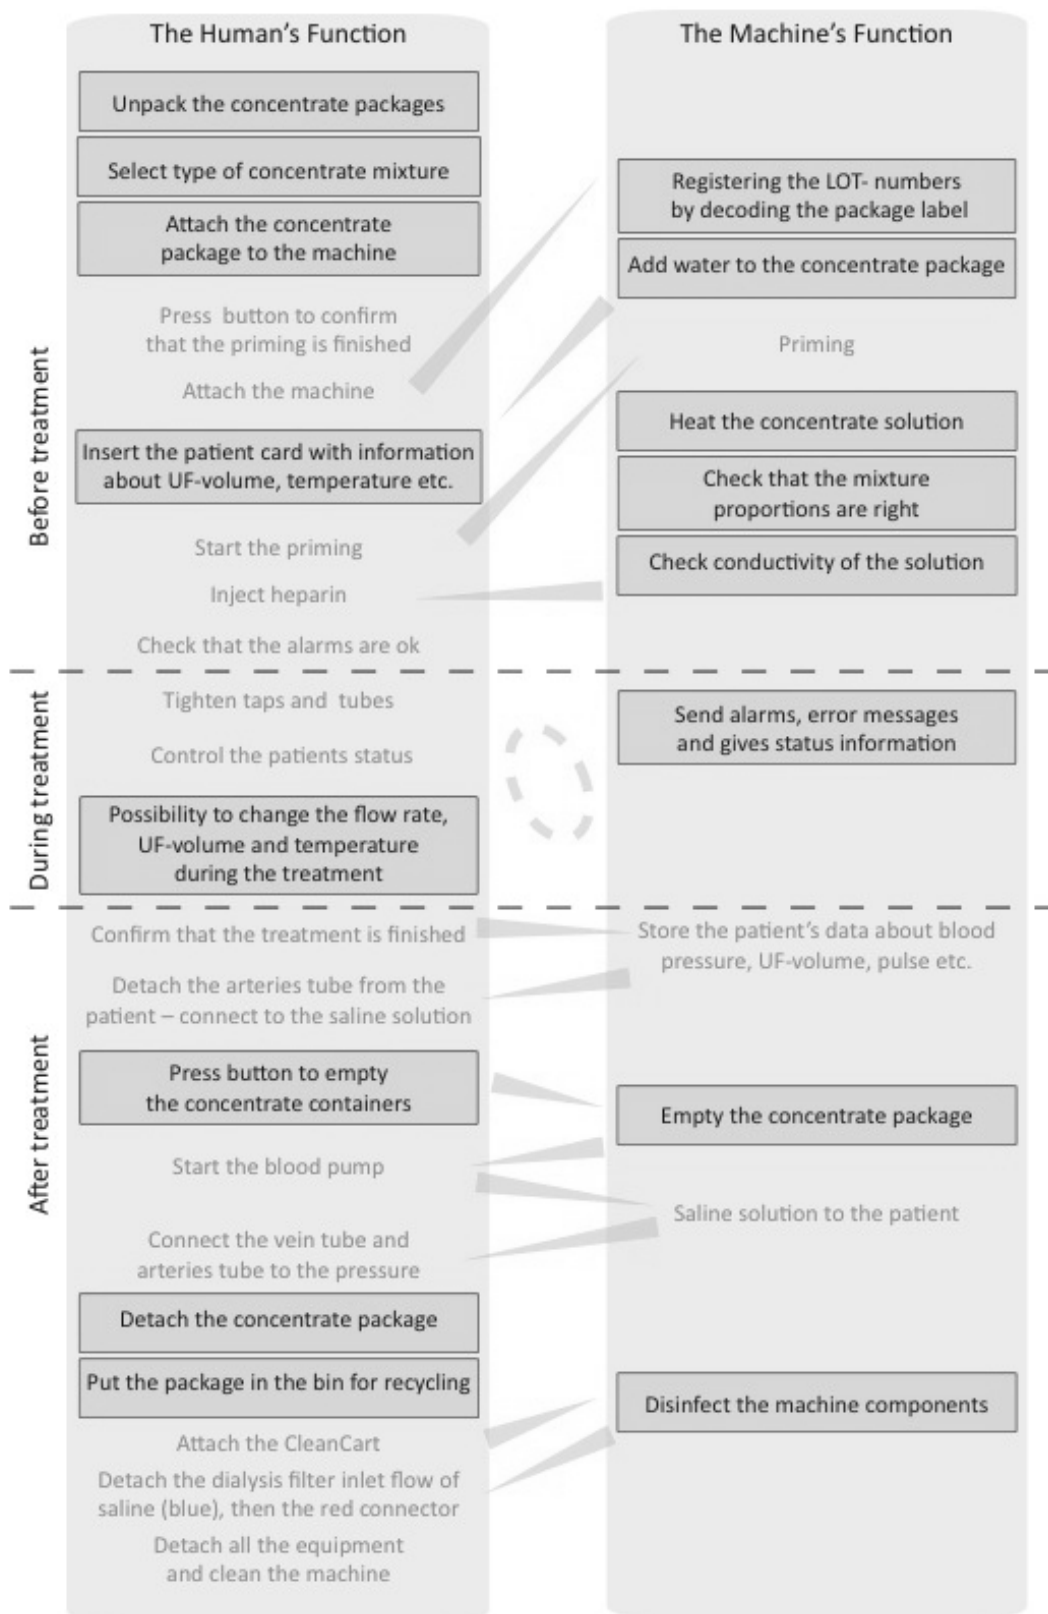 The Human's Function
Unpack the concentrate packages
Select type of concentrate mixture
Attach the concentrate
package to the machine
Press button to confirm
that the priming is finished
Attach the machine
Insert the patient card with information
about UF-volume, temperature etc.
Start the priming
Inject heparin
Check that the alarms are ok
Tighten taps and tubes
Control the patients status
Possibility to change the flow rate,
UF-volume and temperature
during the treatment
Confirm that the treatment is finished
Detach the arteries tube from the
patient – connect to the saline solution
Press button to empty
the concentrate containers
Start the blood pump
Connect the vein tube and
arteries tube to the pressure
Detach the concentrate package
Put the package in the bin for recycling
Attach the CleanCart
Detach the dialysis filter inlet flow of
saline (blue), then the red connector
Detach all the equipment
and clean the machine
The Machine's Function
Registering the LOT- numbers
by decoding the package label
Add water to the concentrate package
Priming
Heat the concentrate solution
Check that the mixture
proportions are right
Check conductivity of the solution
Send alarms, error messages
and gives status information
Store the patient's data about blood
pressure, UF-volume, pulse etc.
Empty the concentrate package
Saline solution to the patient
Disinfect the machine components
Before treatment
During treatment
After treatment